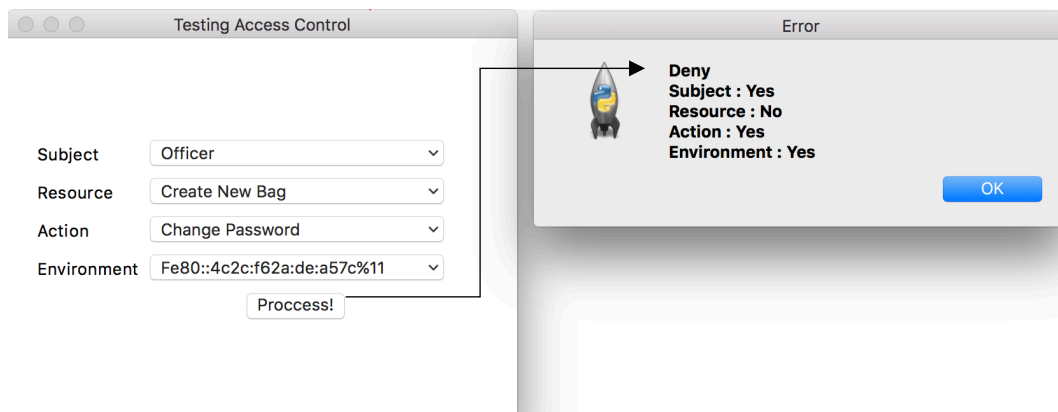 Testing Access Control
Subject Officer
Resource Create New Bag
Action Change Password
Environment Fe80::4c2c:f62a:de:a57c%11
Proccess!
Error
Deny
Subject : Yes
Resource : No
Action : Yes
Environment : Yes
OK